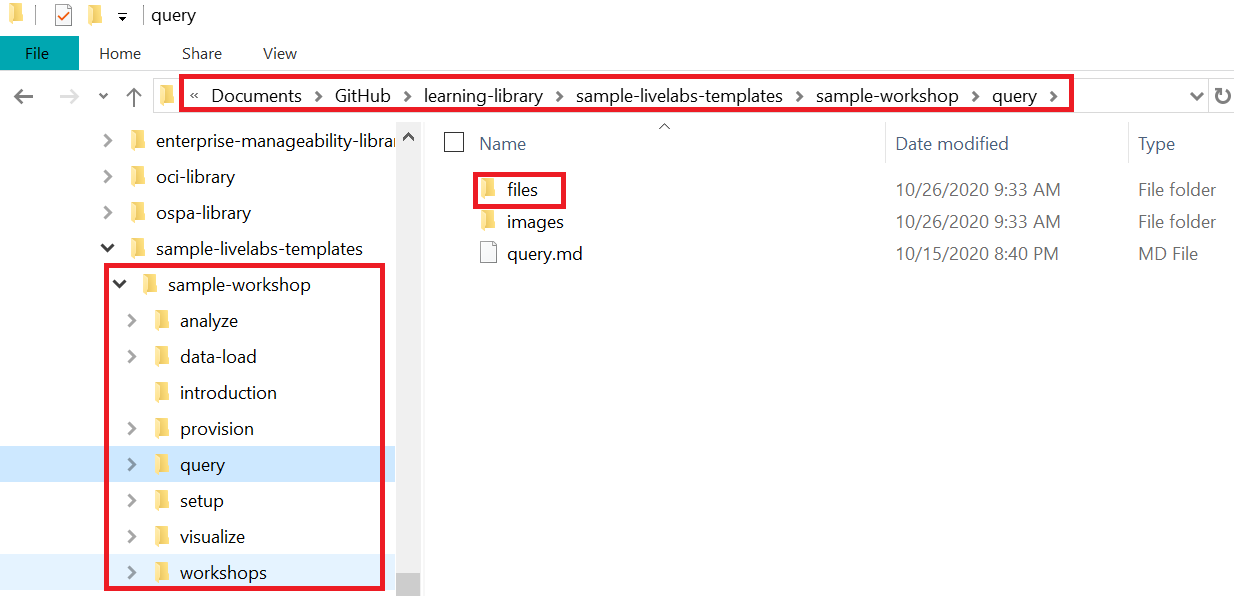 query
File Home Share View
« Documents > GitHub > learning-library > sample-livelabs-templates > sample-workshop > query >
enterprise-manageability-librar
oci-library
ospa-library
sample-livelabs-templates
sample-workshop
analyze
data-load
introduction
provision
query
setup
visualize
workshops
Name Date modified Type
files 10/26/2020 9:33 AM File folder
images 10/26/2020 9:33 AM File folder
query.md 10/15/2020 8:40 PM MD File